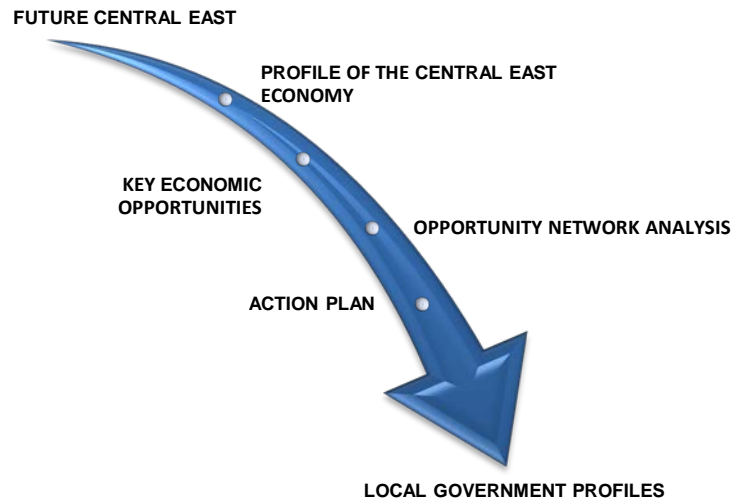 FUTURE CENTRAL EAST
PROFILE OF THE CENTRAL EAST
ECONOMY
KEY ECONOMIC
OPPORTUNITIES
OPPORTUNITY NETWORK ANALYSIS
ACTION PLAN
LOCAL GOVERNMENT PROFILES